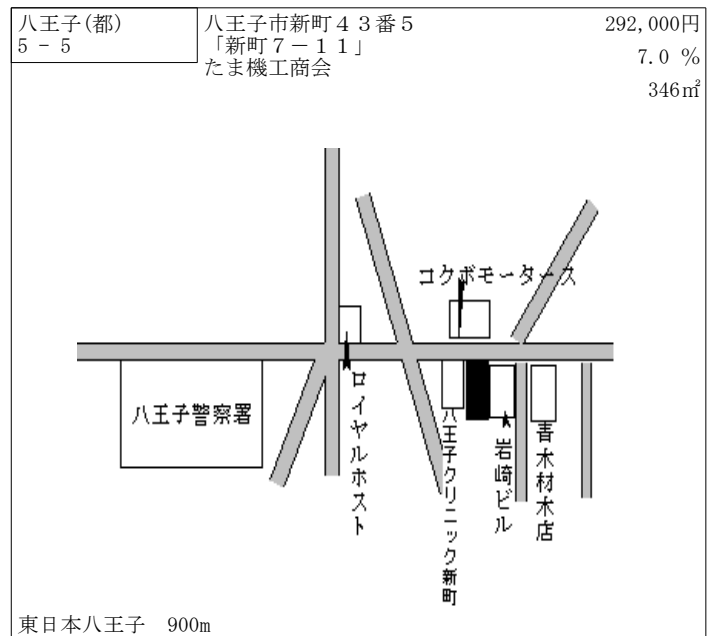 八王子(都)
5 - 5
八王子市新町４３番５
「新町７－１１」
たま機工商会
292,000円
7.0 %
346㎡
コクボモータース
八王子警察署
ロイヤルホスト
八王子クリニック新町
岩崎ビル
青木材木店
東日本八王子　900m